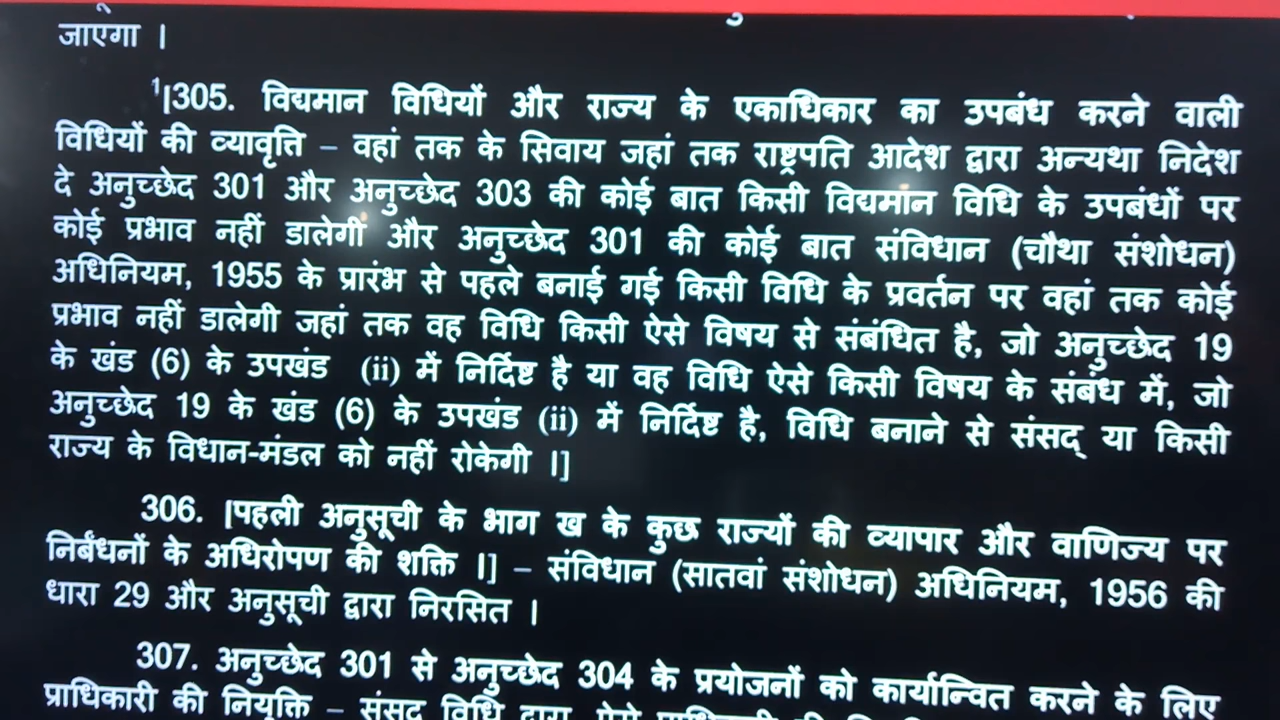 जाएगा ।
¹[305. विद्यमान विधियों और राज्य के एकाधिकार का उपबंध करने वाली
विधियों की व्यावृत्ति – वहां तक के सिवाय जहां तक राष्ट्रपति आदेश द्वारा अन्यथा निदेश
दे अनुच्छेद 301 और अनुच्छेद 303 की कोई बात किसी विद्यमान विधि के उपबंधों पर
कोई प्रभाव नहीं डालेगी और अनुच्छेद 301 की कोई बात संविधान (चौथा संशोधन)
अधिनियम, 1955 के प्रारंभ से पहले बनाई गई किसी विधि के प्रवर्तन पर वहां तक कोई
प्रभाव नहीं डालेगी जहां तक वह विधि किसी ऐसे विषय से संबंधित है, जो अनुच्छेद 19
के खंड (6) के उपखंड (ii) में निर्दिष्ट है या वह विधि ऐसे किसी विषय के संबंध में, जो
अनुच्छेद 19 के खंड (6) के उपखंड (ii) में निर्दिष्ट है, विधि बनाने से संसद् या किसी
राज्य के विधान-मंडल को नहीं रोकेगी ।]
306. [पहली अनुसूची के भाग ख के कुछ राज्यों की व्यापार और वाणिज्य पर
निर्बंधनों के अधिरोपण की शक्ति ।] – संविधान (सातवां संशोधन) अधिनियम, 1956 की
धारा 29 और अनुसूची द्वारा निरसित ।
307. अनुच्छेद 301 से अनुच्छेद 304 के प्रयोजनों को कार्यान्वित करने के लिए
प्राधिकारी की नियुक्ति – संसद् विधि द्वारा, ऐसे प्राधिकारी की